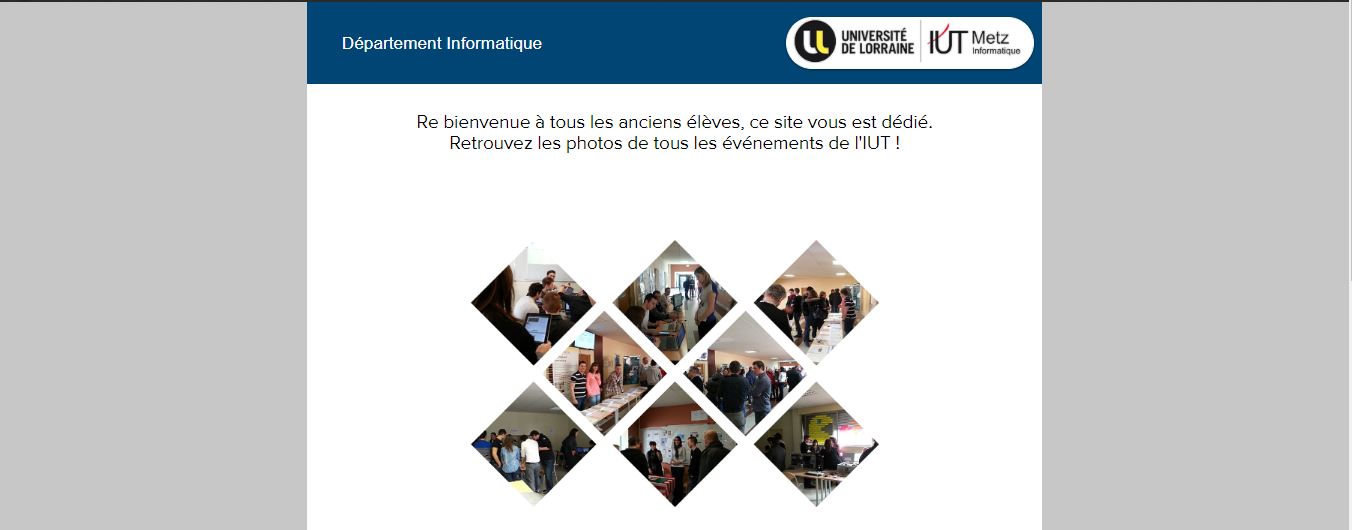 Département Informatique
UNIVERSITÉ
DE LORRAINE
IUT Metz
Informatique
Re bienvenue à tous les anciens élèves, ce site vous est dédié.
Retrouvez les photos de tous les événements de l'IUT !